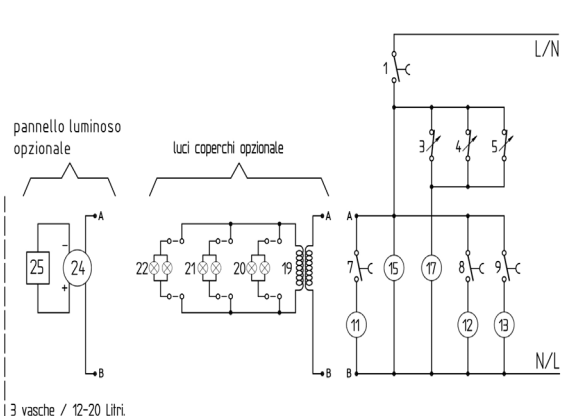 L/N
1
pannello luminoso
opzionale
luci coperchi opzionale
3 4 5
A A A
25 - + 24 22 21 20 19 7 15 17 8 9
11 12 13
B B B N/L
3 vasche / 12-20 Litri.